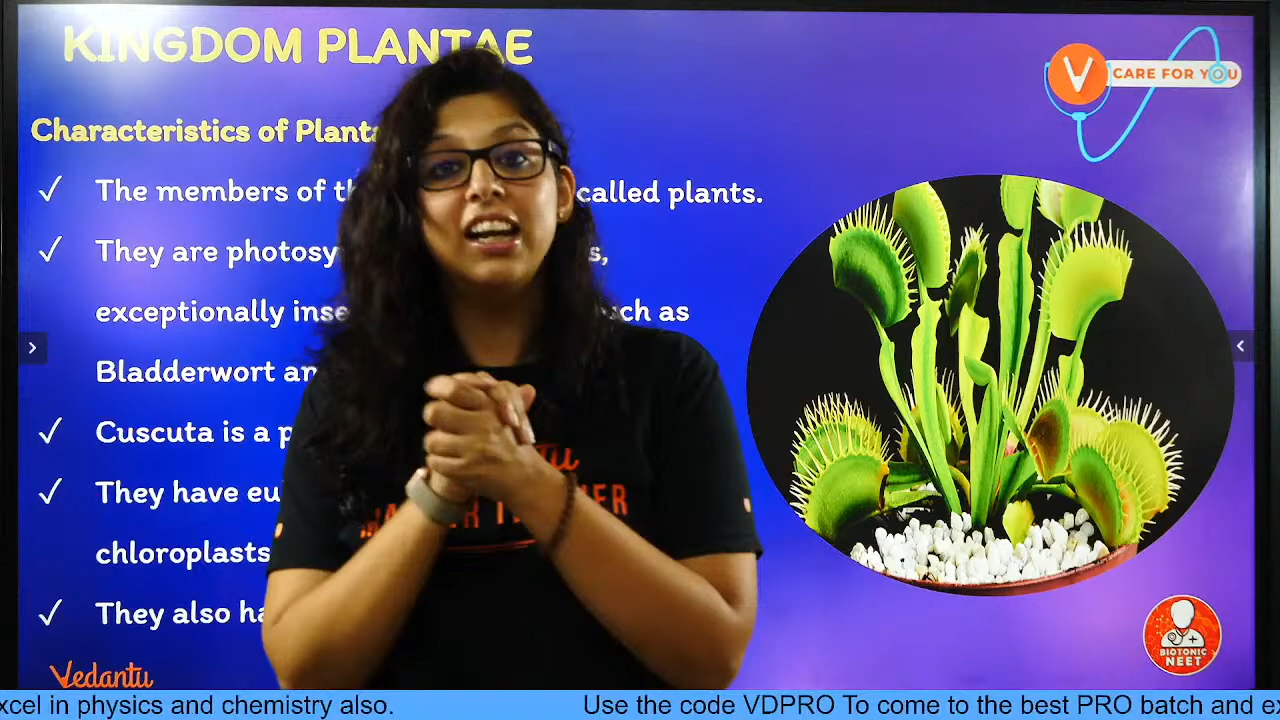 KINGDOM PLANTAE
V CARE FOR YOU
Characteristics of Planta
✓ The members of th called plants.
✓ They are photosy s,
exceptionally inse such as
Bladderwort an
✓ Cuscuta is a p
✓ They have eu
chloroplasts
✓ They also ha
Vedantu
BIOTONIC
NEET
xcel in physics and chemistry also. Use the code VDPRO To come to the best PRO batch and ex